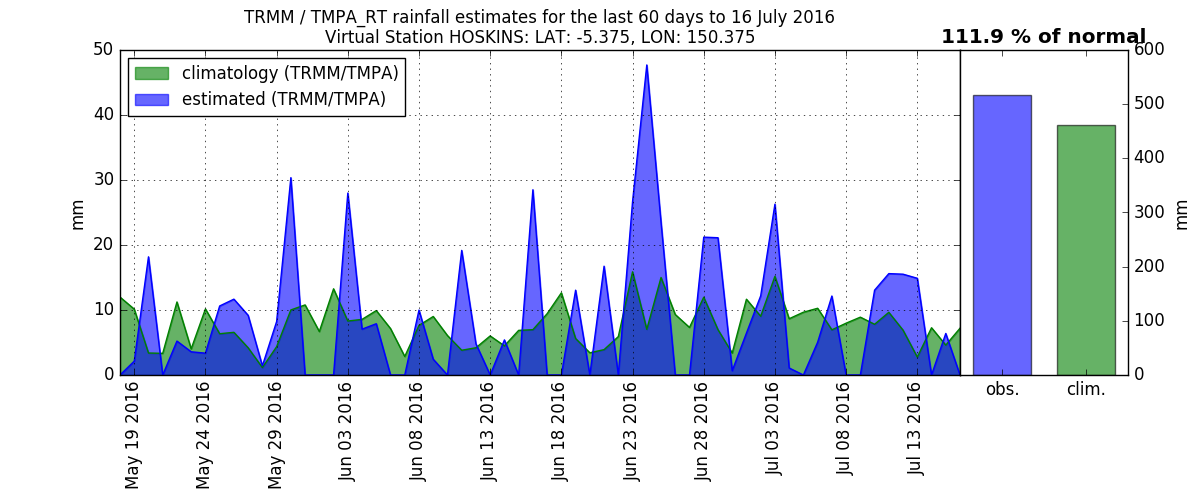 TRMM / TMPA_RT rainfall estimates for the last 60 days to 16 July 2016
Virtual Station HOSKINS: LAT: -5.375, LON: 150.375
111.9 % of normal
climatology (TRMM/TMPA)
estimated (TRMM/TMPA)
mm
50
40
30
20
10
0
May 19 2016
May 24 2016
May 29 2016
Jun 03 2016
Jun 08 2016
Jun 13 2016
Jun 18 2016
Jun 23 2016
Jun 28 2016
Jul 03 2016
Jul 08 2016
Jul 13 2016
obs.
clim.
600
500
400
300
200
100
0
mm